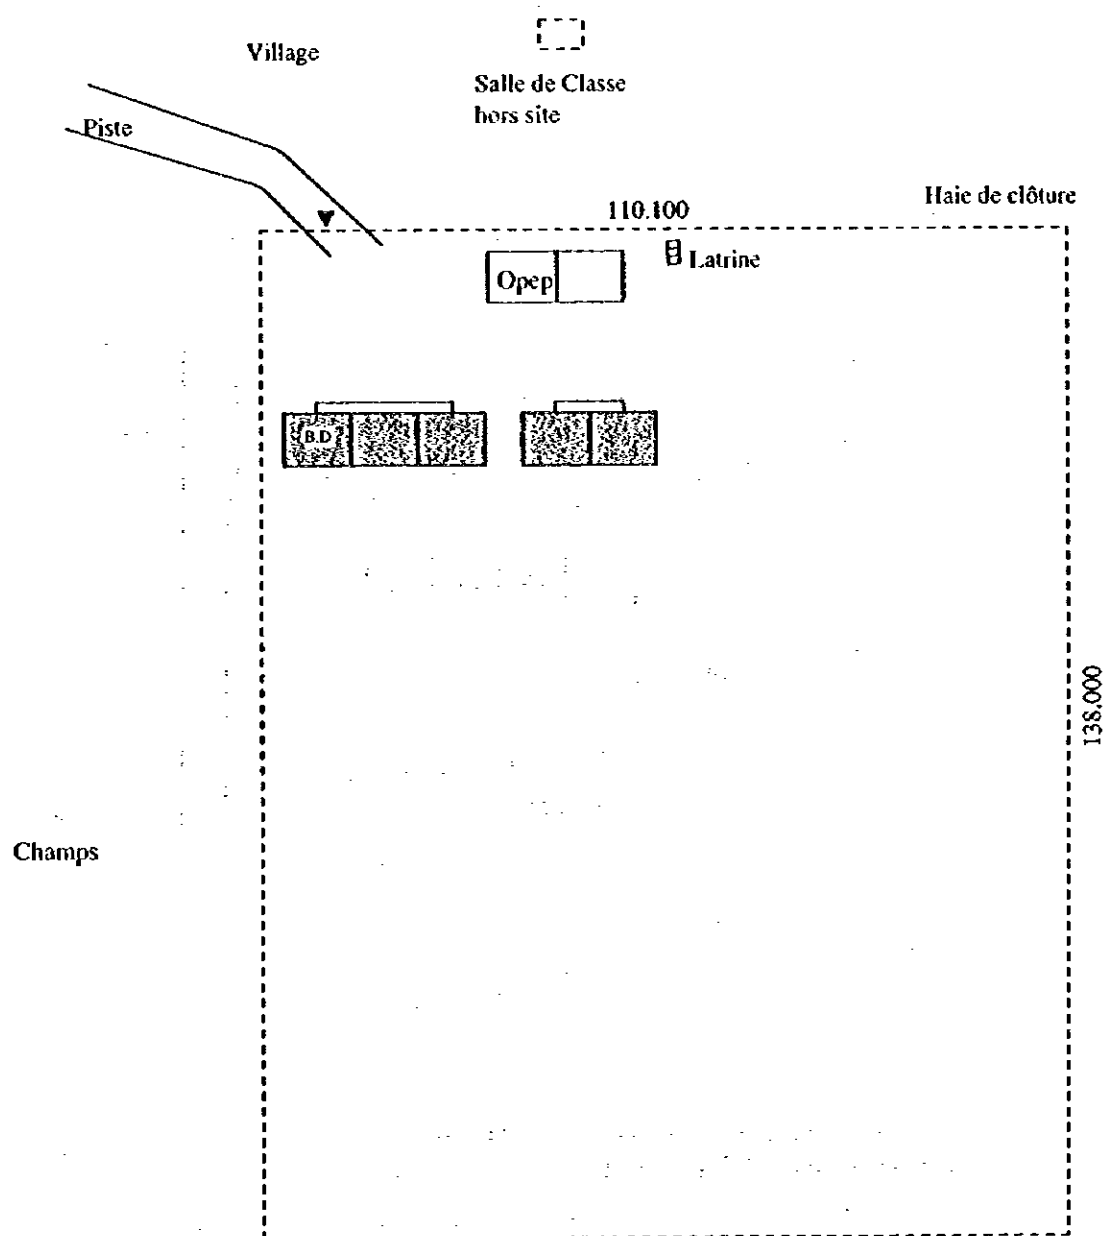 Village
Salle de Classe
hors site
Piste
Haie de clôture
110.100
Latrine
Opep
B.D
138.000
Champs